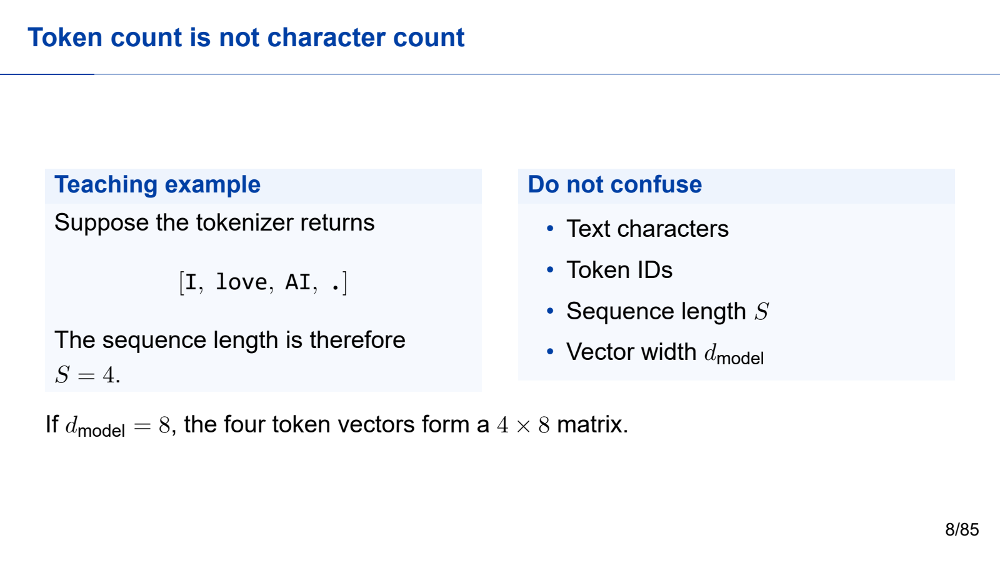 Token count is not character count
Teaching example
Suppose the tokenizer returns
[I, love, AI, .]
The sequence length is therefore
S = 4.
Do not confuse
• Text characters
• Token IDs
• Sequence length S
• Vector width d_model
If d_model = 8, the four token vectors form a 4 × 8 matrix.
8/85